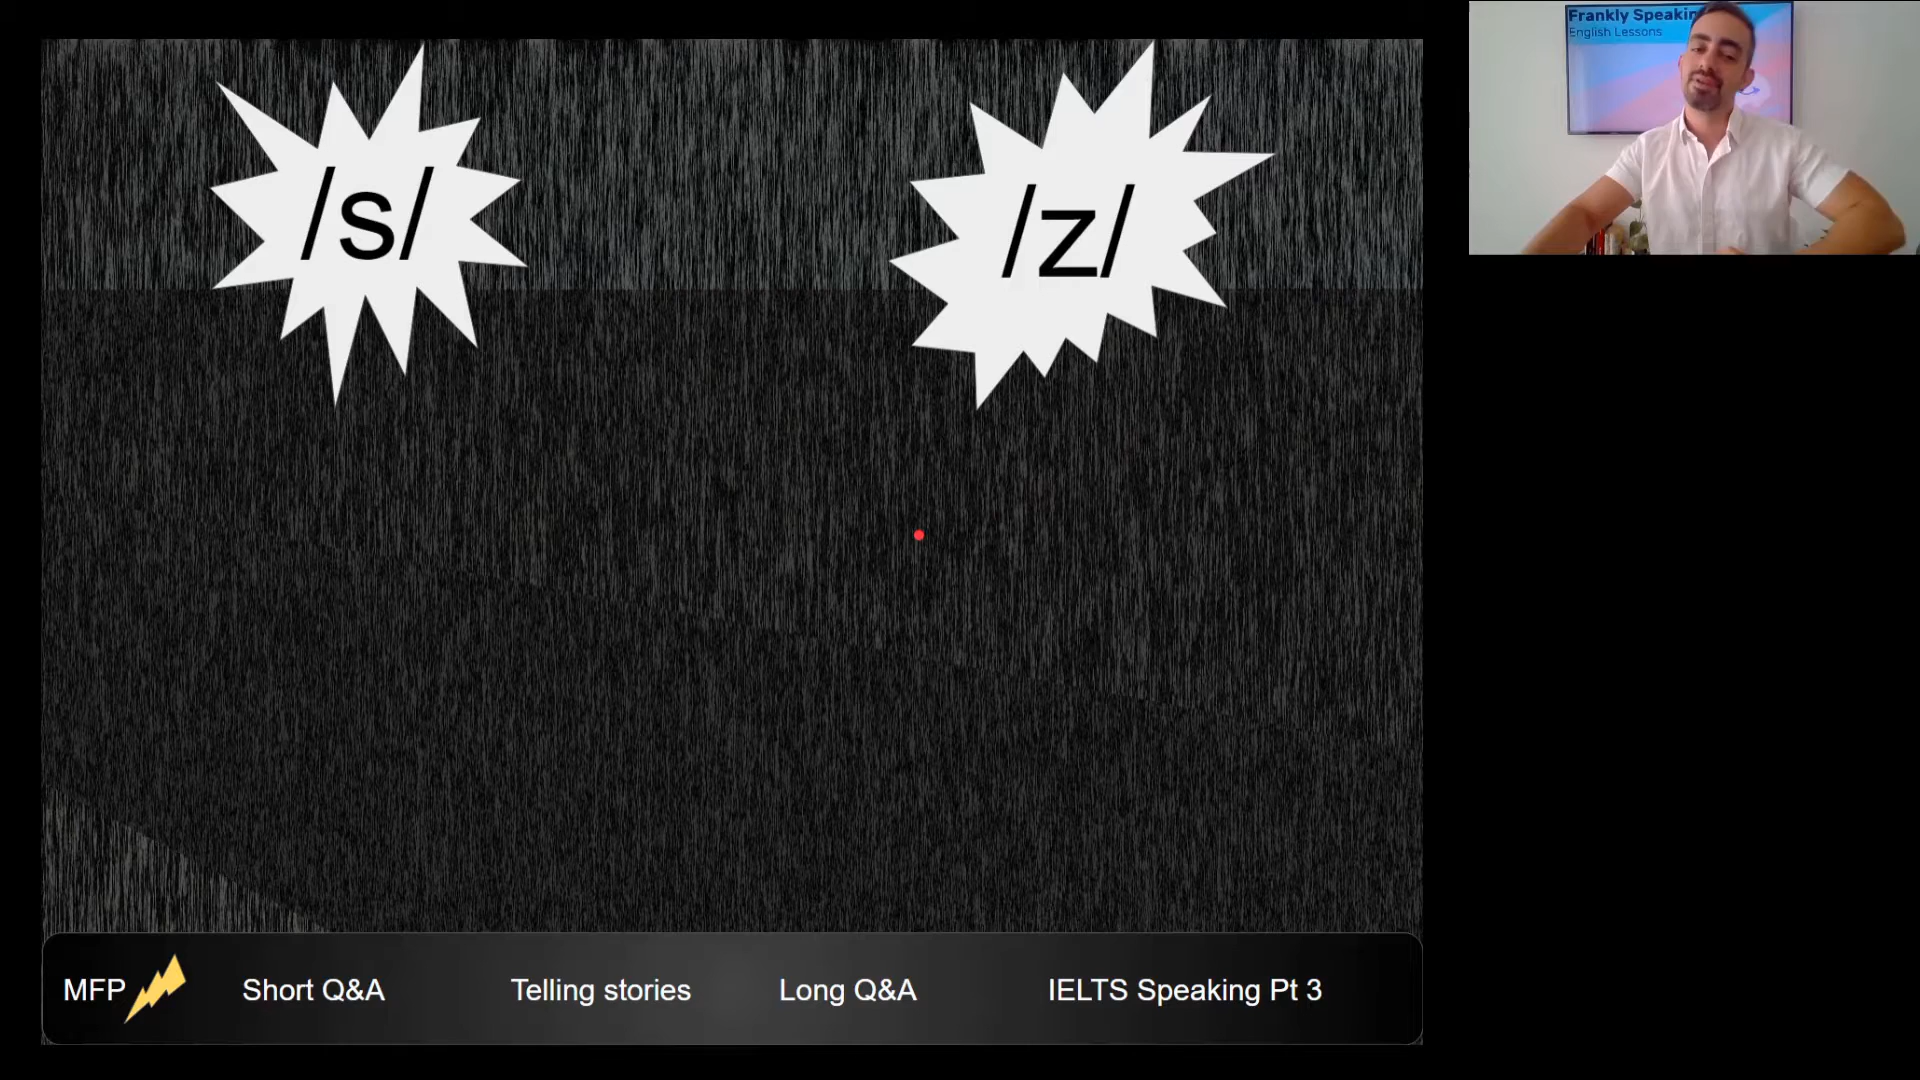 /s/
/z/
Frankly Speakin
English Lessons
MFP
Short Q&A
Telling stories
Long Q&A
IELTS Speaking Pt 3